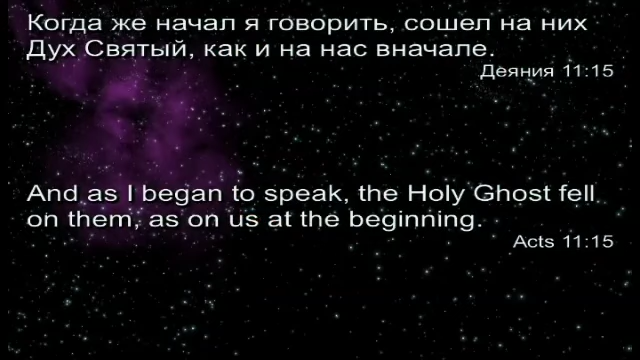 Когда же начал я говорить, сошел на них
Дух Святый, как и на нас вначале.
Деяния 11:15
And as I began to speak, the Holy Ghost fell
on them, as on us at the beginning.
Acts 11:15